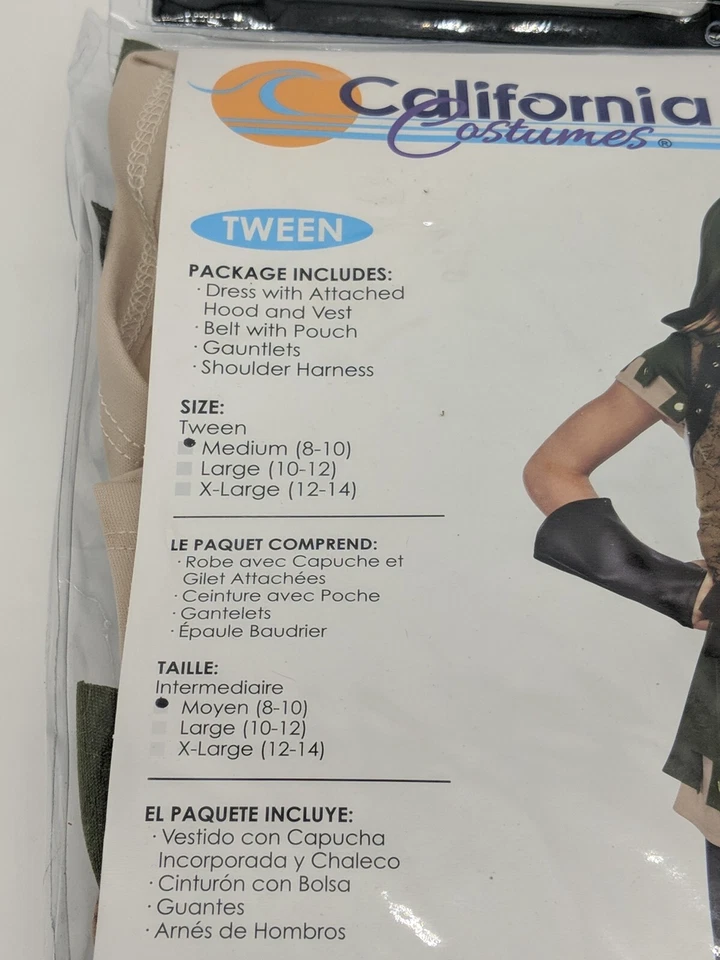 California
Costumes®
TWEEN
PACKAGE INCLUDES:
· Dress with Attached
Hood and Vest
· Belt with Pouch
· Gauntlets
· Shoulder Harness
SIZE:
Tween
Medium (8-10)
Large (10-12)
X-Large (12-14)
LE PAQUET COMPREND:
· Robe avec Capuche et
Gilet Attachées
· Ceinture avec Poche
· Gantelets
· Épaule Baudrier
TAILLE:
Intermediaire
Moyen (8-10)
Large (10-12)
X-Large (12-14)
EL PAQUETE INCLUYE:
· Vestido con Capucha
Incorporada y Chaleco
· Cinturón con Bolsa
· Guantes
· Arnés de Hombros